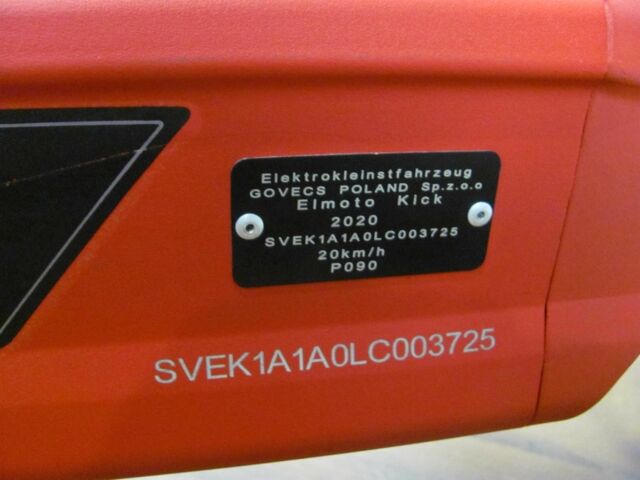 Elektrokleinstfahrzeug
GOVECS POLAND Sp.z.o.o
Elmoto Kick
2020
SVEK1A1A0LC003725
20km/h
P090
SVEK1A1A0LC003725